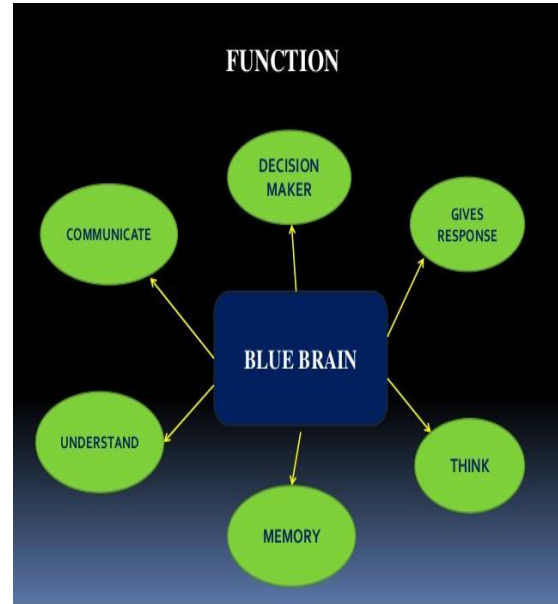 FUNCTION
DECISION
MAKER
COMMUNICATE
GIVES
RESPONSE
BLUE BRAIN
UNDERSTAND
THINK
MEMORY